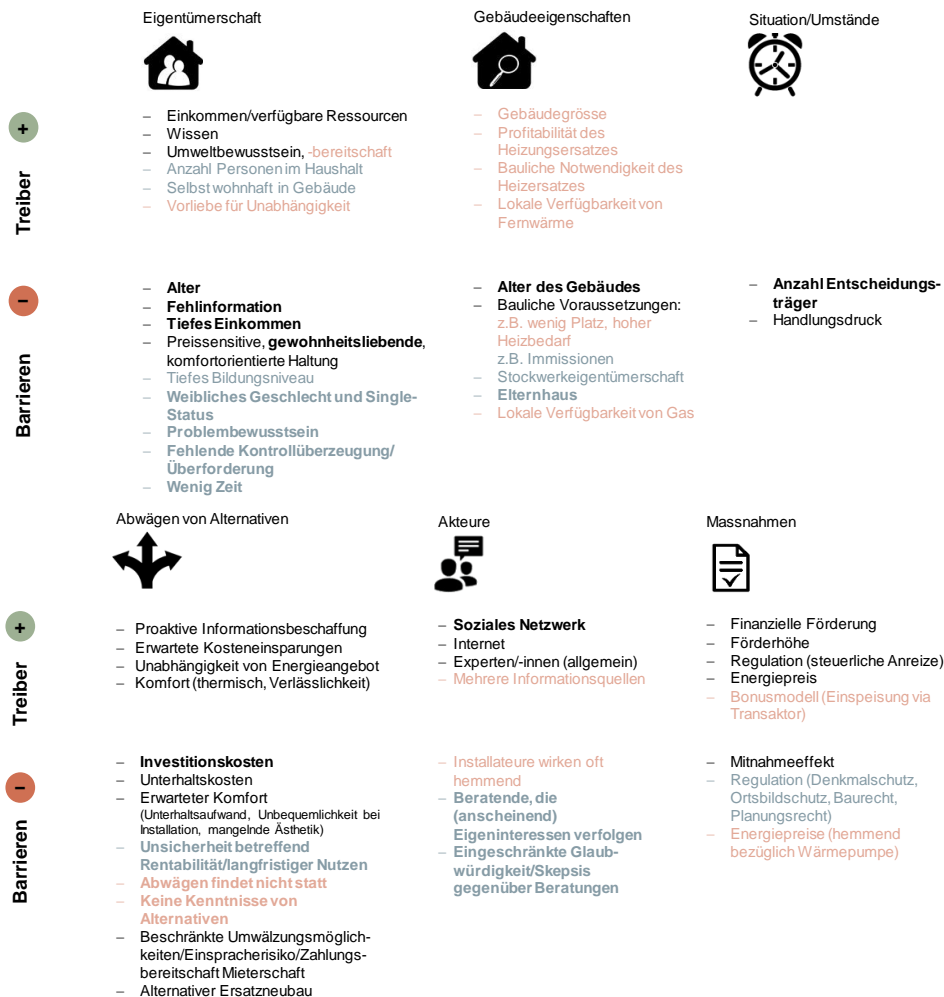 Eigentümerschaft
Gebäudeeigenschaften
Situation/Umstände
+
Treiber
– Einkommen/verfügbare Ressourcen
– Wissen
– Umweltbewusstsein, -bereitschaft
– Anzahl Personen im Haushalt
– Selbst wohnhaft in Gebäude
– Vorliebe für Unabhängigkeit
– Gebäudegrösse
– Profitabilität des
Heizungsersatzes
– Bauliche Notwendigkeit des
Heizersatzes
– Lokale Verfügbarkeit von
Fernwärme
–
Barrieren
– Alter
– Fehlinformation
– Tiefes Einkommen
– Preissensitive, gewohnheitsliebende,
komfortorientierte Haltung
– Tiefes Bildungsniveau
– Weibliches Geschlecht und Single-
Status
– Problembewusstsein
– Fehlende Kontrollüberzeugung/
Überforderung
– Wenig Zeit
– Alter des Gebäudes
– Bauliche Voraussetzungen:
z.B. wenig Platz, hoher
Heizbedarf
z.B. Immissionen
– Stockwerkeigentümerschaft
– Elternhaus
– Lokale Verfügbarkeit von Gas
– Anzahl Entscheidungs-
träger
– Handlungsdruck
Abwägen von Alternativen
Akteure
Massnahmen
+
Treiber
– Proaktive Informationsbeschaffung
– Erwartete Kosteneinsparungen
– Unabhängigkeit von Energieangebot
– Komfort (thermisch, Verlässlichkeit)
– Soziales Netzwerk
– Internet
– Experten/-innen (allgemein)
– Mehrere Informationsquellen
– Finanzielle Förderung
– Förderhöhe
– Regulation (steuerliche Anreize)
– Energiepreis
– Bonusmodell (Einspeisung via
Transaktor)
–
Barrieren
– Investitionskosten
– Unterhaltskosten
– Erwarteter Komfort
(Unterhaltsaufwand, Unbequemlichkeit bei
Installation, mangelnde Ästhetik)
– Unsicherheit betreffend
Rentabilität/langfristiger Nutzen
– Abwägen findet nicht statt
– Keine Kenntnisse von
Alternativen
– Beschränkte Umwälzungsmöglich-
keiten/Einspracherisiko/Zahlungs-
bereitschaft Mieterschaft
– Alternativer Ersatzneubau
– Installateure wirken oft
hemmend
– Beratende, die
(anscheinend)
Eigeninteressen verfolgen
– Eingeschränkte Glaub-
würdigkeit/Skepsis
gegenüber Beratungen
– Mitnahmeeffekt
– Regulation (Denkmalschutz,
Ortsbildschutz, Baurecht,
Planungsrecht)
– Energiepreise (hemmend
bezüglich Wärmepumpe)